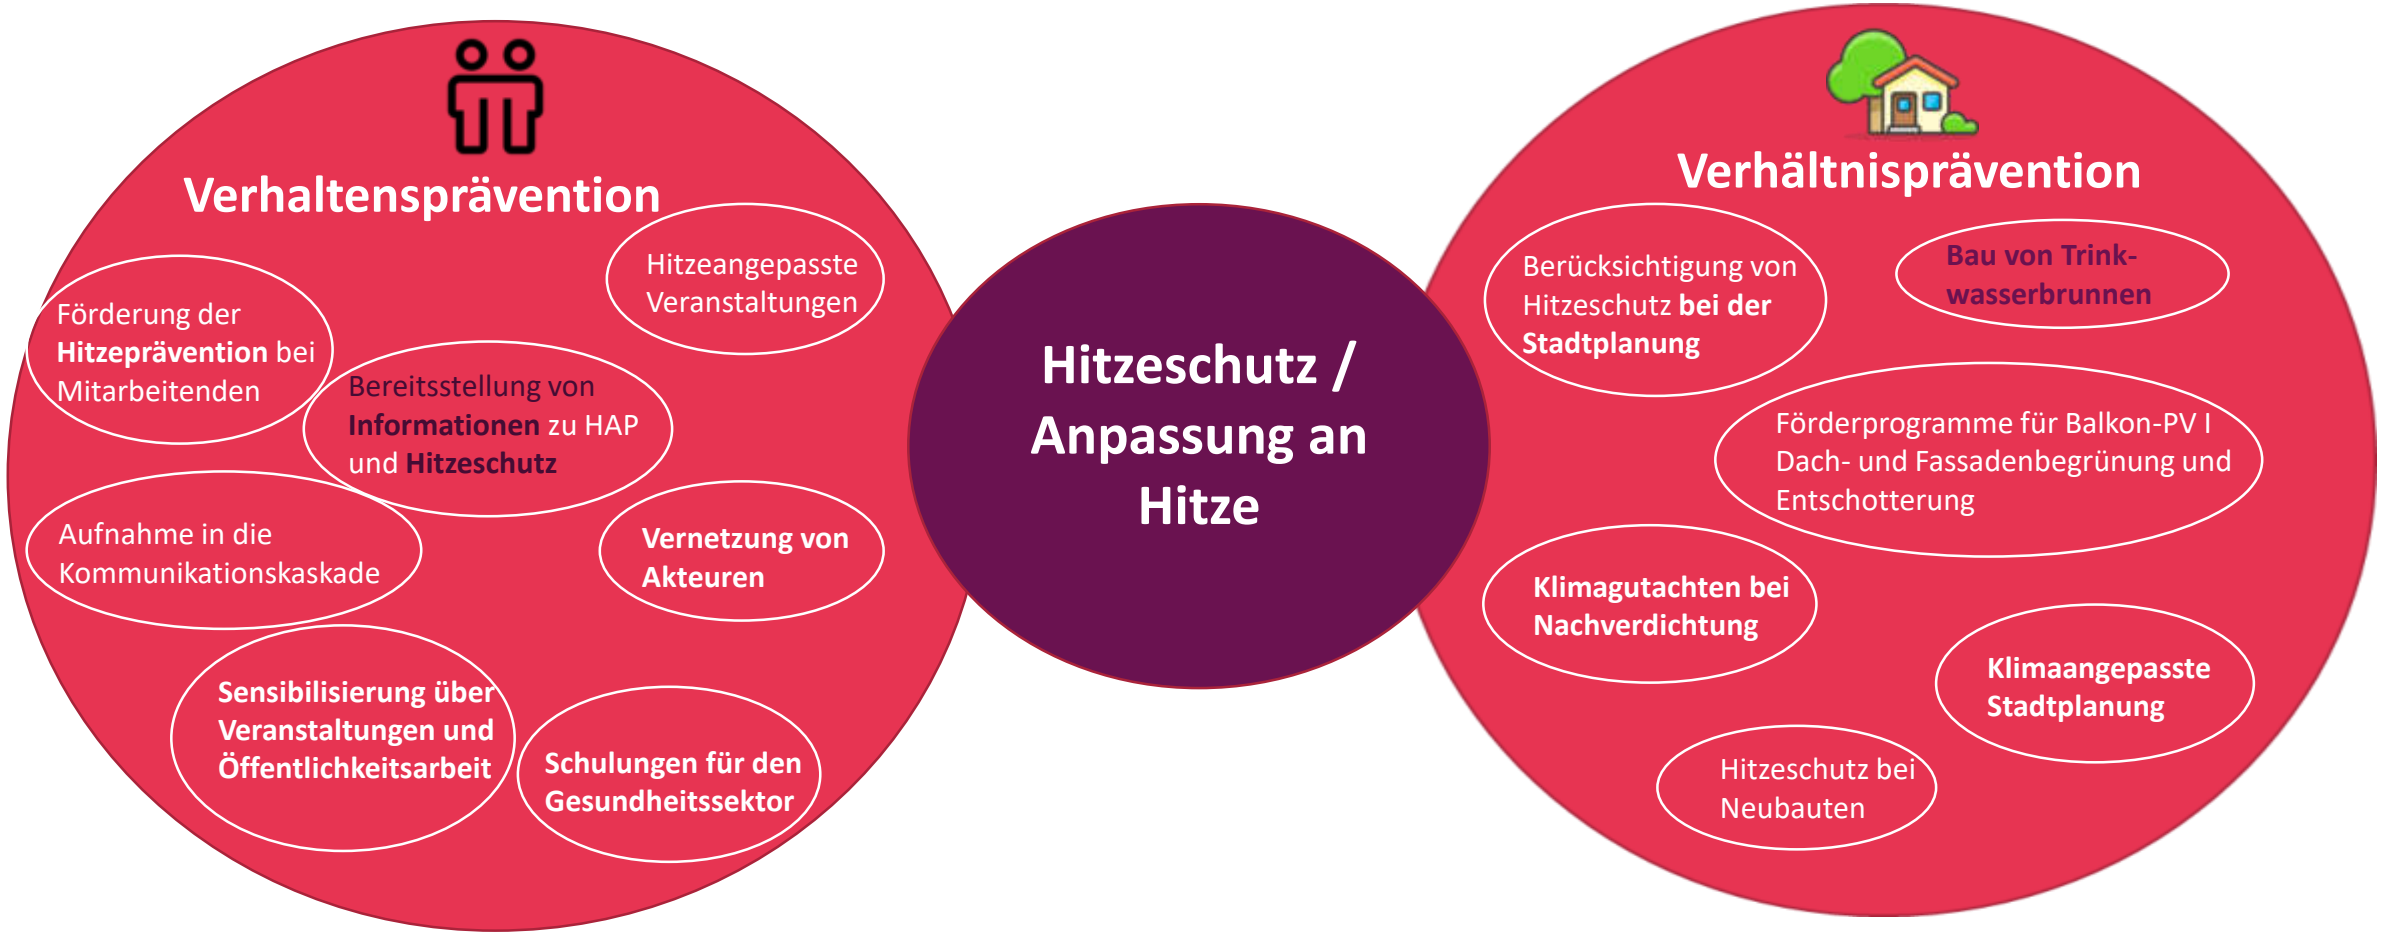 Verhaltensprävention
Hitzeangepasste
Veranstaltungen
Förderung der
Hitzeprävention bei
Mitarbeitenden
Bereitsstellung von
Informationen zu HAP
und Hitzeschutz
Aufnahme in die
Kommunikationskaskade
Vernetzung von
Akteuren
Sensibilisierung über
Veranstaltungen und
Öffentlichkeitsarbeit
Schulungen für den
Gesundheitssektor
Hitzeschutz /
Anpassung an
Hitze
Verhältnisprävention
Berücksichtigung von
Hitzeschutz bei der
Stadtplanung
Bau von Trink-
wasserbrunnen
Förderprogramme für Balkon-PV I
Dach- und Fassadenbegrünung und
Entschotterung
Klimagutachten bei
Nachverdichtung
Klimaangepasste
Stadtplanung
Hitzeschutz bei
Neubauten